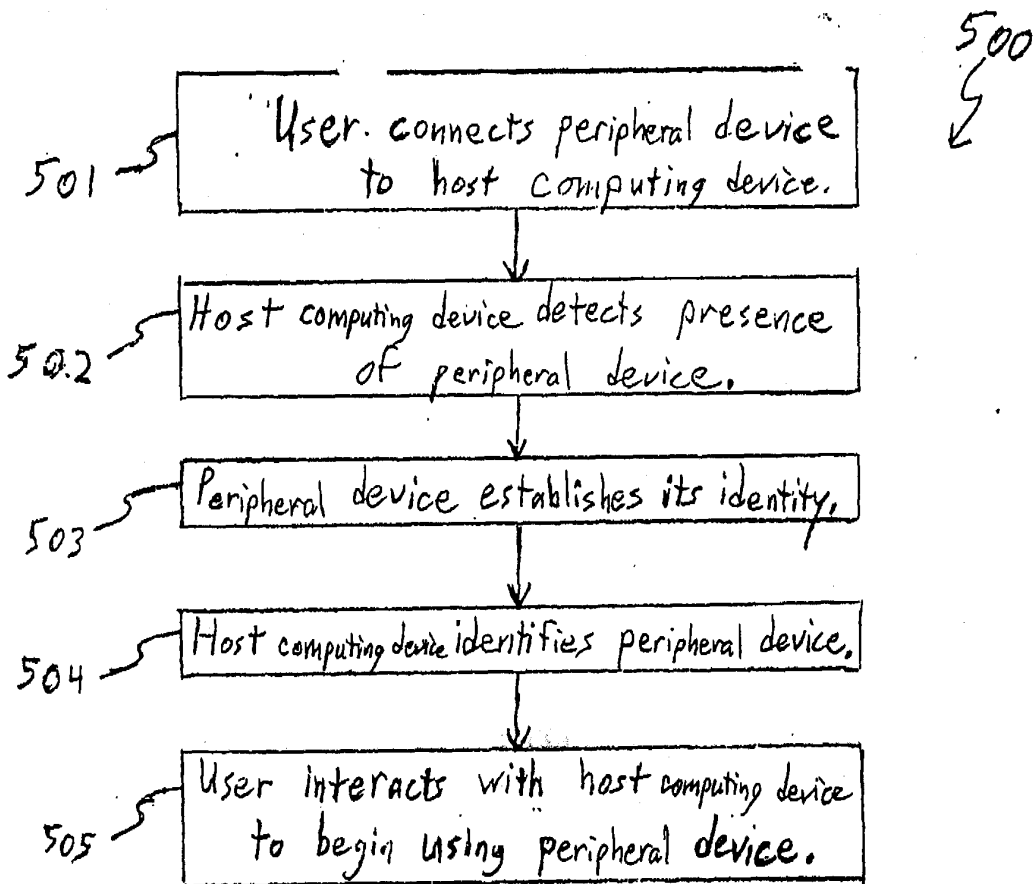 500
User connects peripheral device
to host computing device.
501
Host computing device detects presence
of peripheral device.
502
Peripheral device establishes its identity.
503
Host computing device identifies peripheral device.
504
User interacts with host computing device
to begin using peripheral device.
505